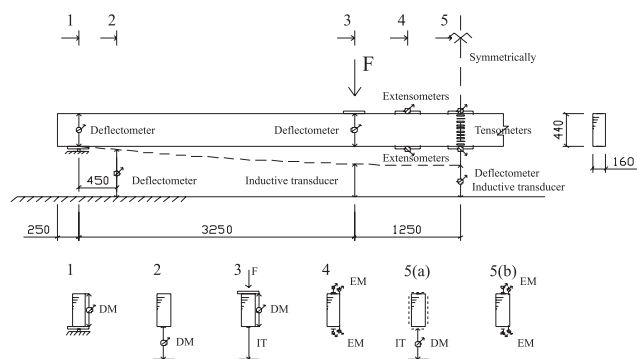 1 2 3 4 5
Symmetrically
F
Extensometers
Deflectometer Deflectometer Tensometers
440
160
Extensometers
450 Deflectometer Inductive transducer Deflectometer
Inductive transducer
250 3250 1250
1 2 3 4 5(a) 5(b)
F EM EM
DM DM DM
IT DM EM IT DM EM